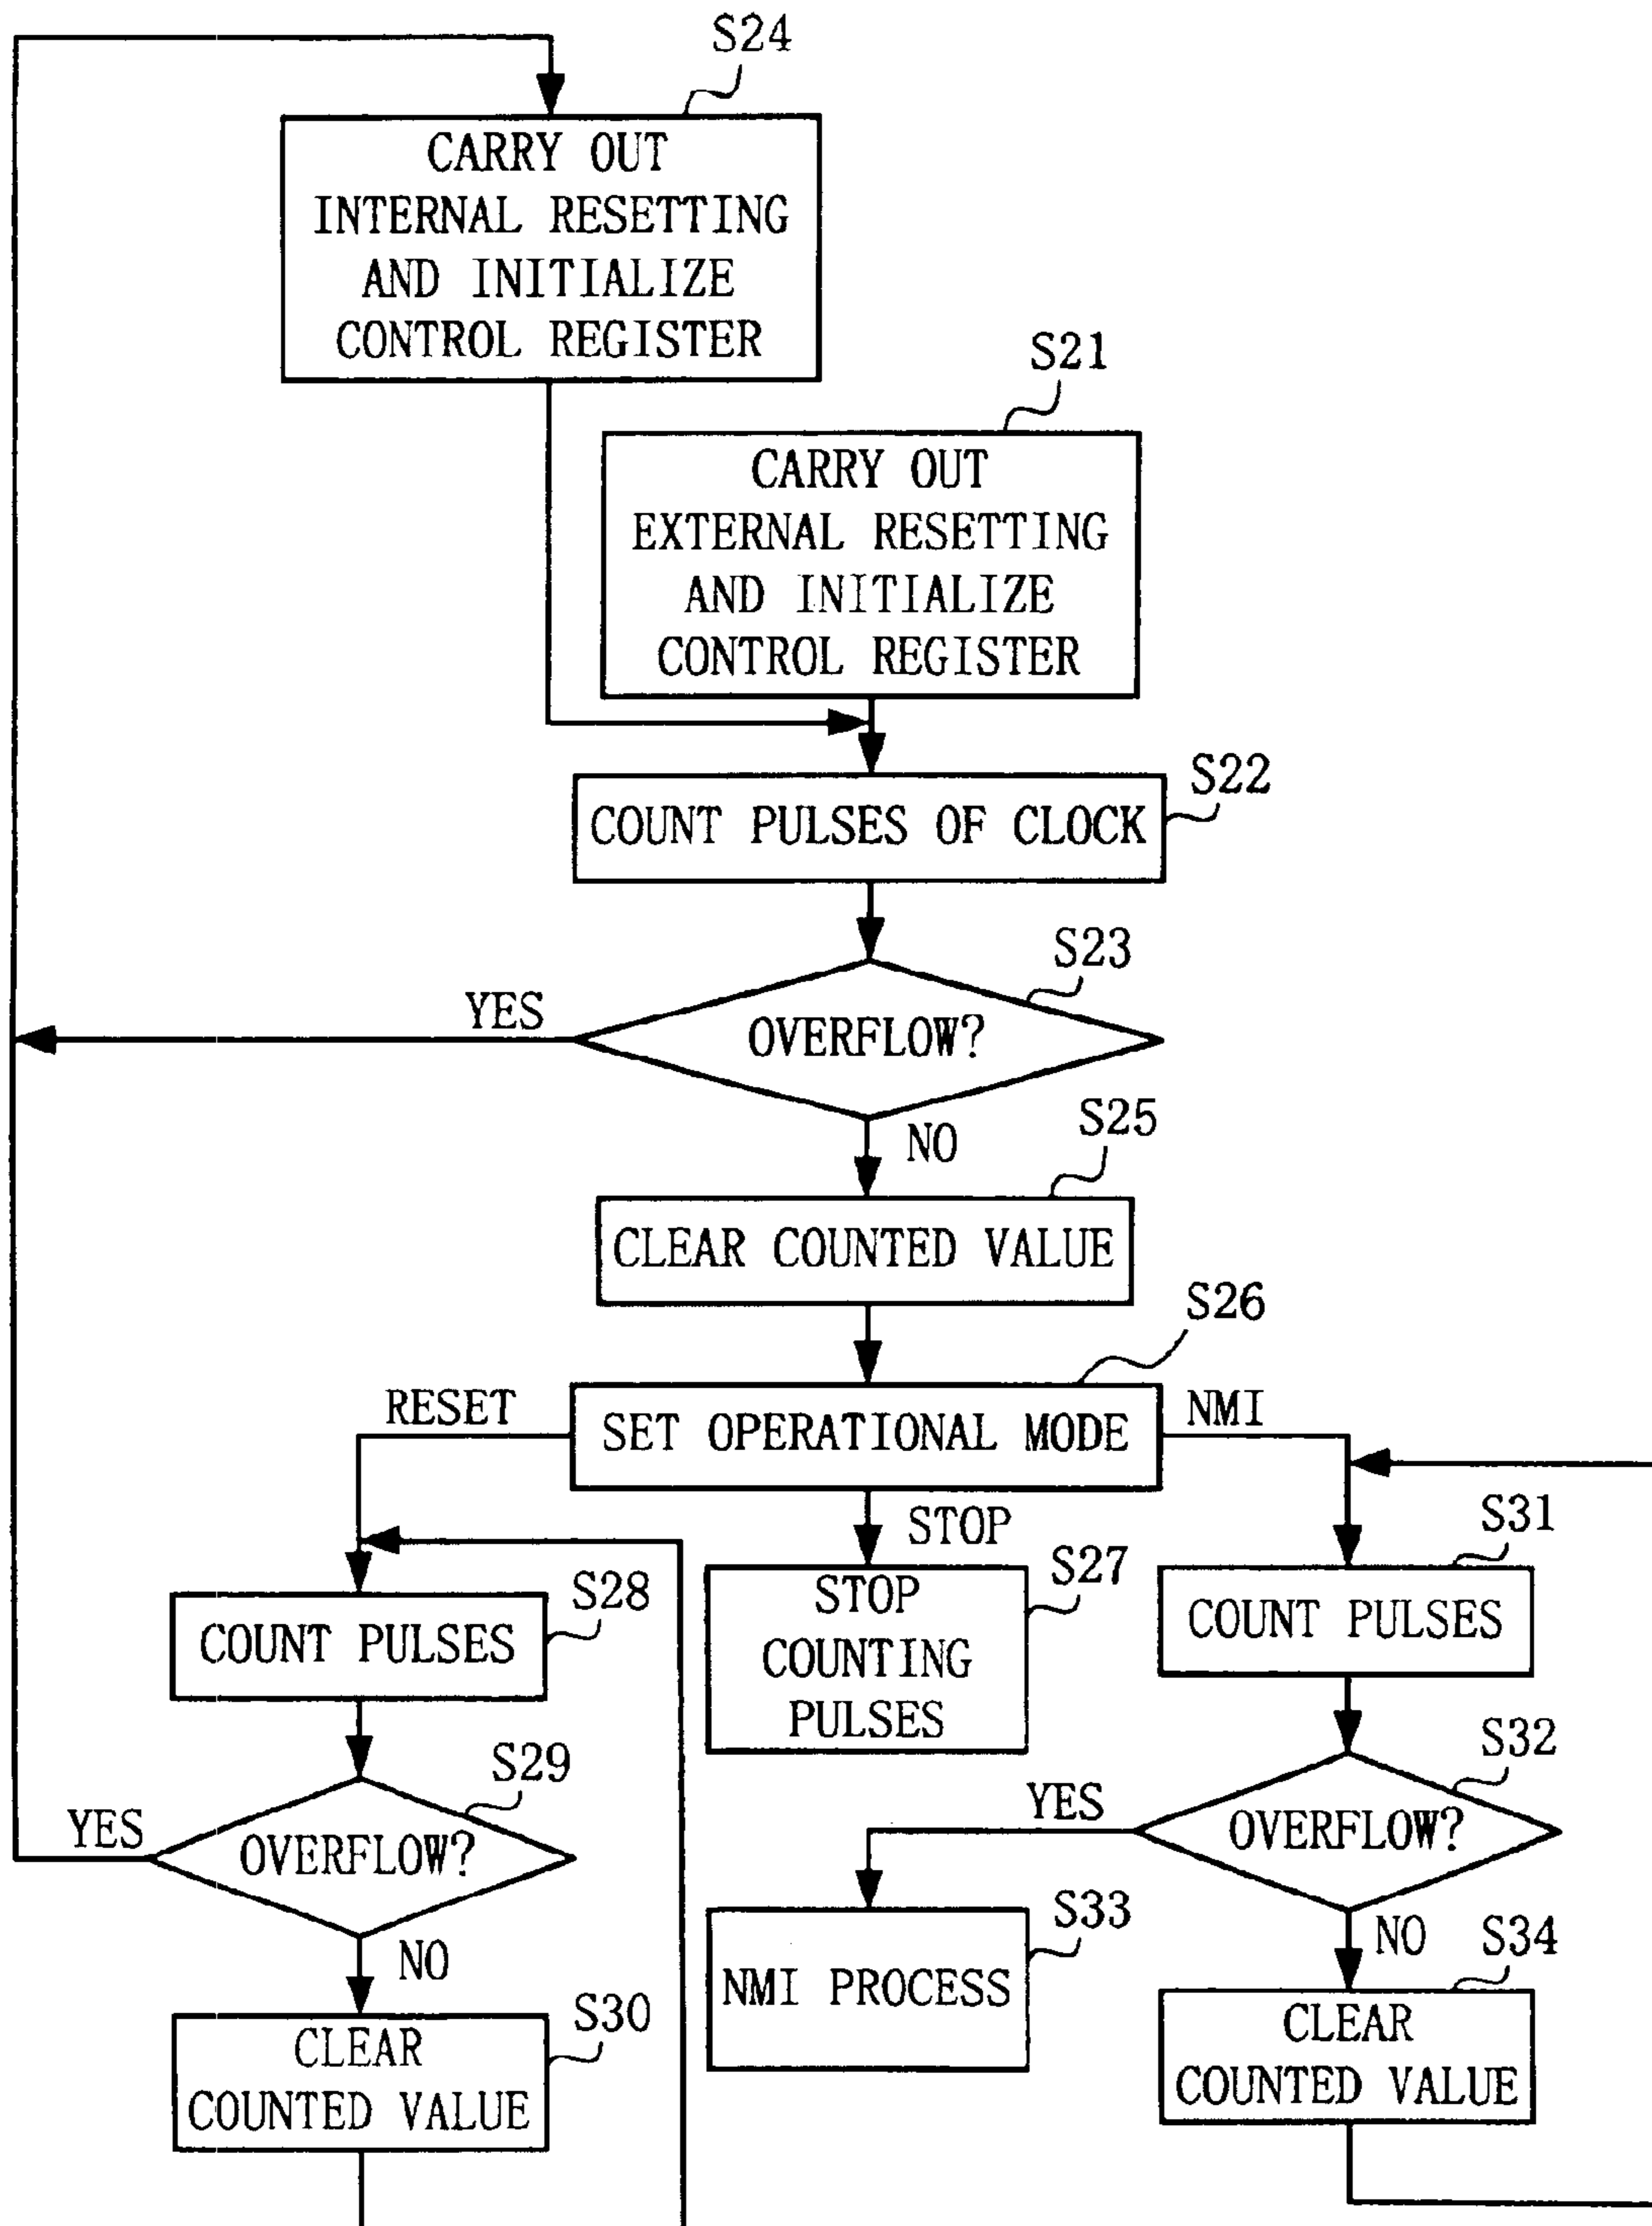 S24
CARRY OUT
INTERNAL RESETTING
AND INITIALIZE
CONTROL REGISTER
S21
CARRY OUT
EXTERNAL RESETTING
AND INITIALIZE
CONTROL REGISTER
S22
COUNT PULSES OF CLOCK
S23
YES
OVERFLOW?
NO
S25
CLEAR COUNTED VALUE
S26
RESET
SET OPERATIONAL MODE
NMI
STOP
S28
COUNT PULSES
S27
STOP
COUNTING
PULSES
S31
COUNT PULSES
S29
YES
OVERFLOW?
NO
S32
YES
OVERFLOW?
NO
S33
NMI PROCESS
S34
CLEAR
COUNTED VALUE
S30
CLEAR
COUNTED VALUE